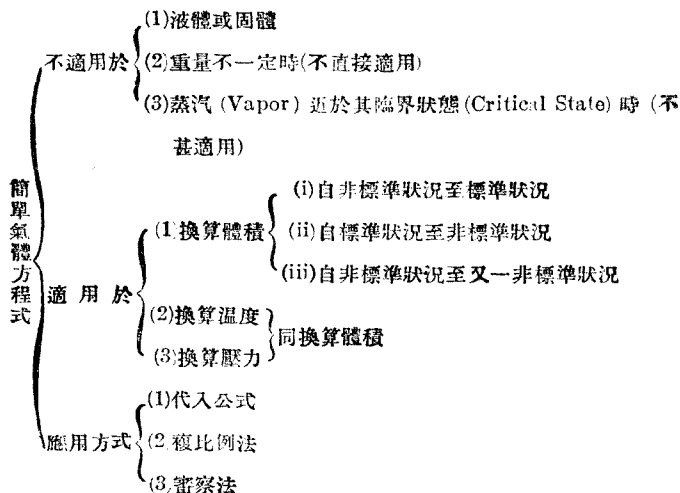 簡單氣體方程式
不適用於
(1)液體或固體
(2)重量不一定時(不直接適用)
(3)蒸汽 (Vapor) 近於其臨界狀態 (Critical State) 時 (不
甚適用)
適用於
(1)換算體積
(i)自非標準狀況至標準狀況
(ii)自標準狀況至非標準狀況
(iii)自非標準狀況至又一非標準狀況
(2)換算温度
(3)換算壓力
同換算體積
應用方式
(1)代入公式
(2)複比例法
(3)審察法